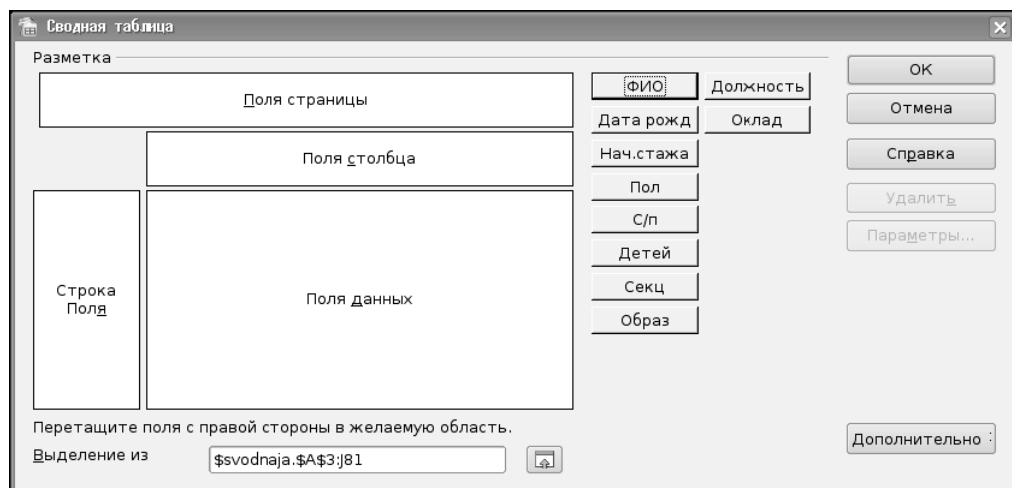 Сводная таблица
Разметка
Поля страницы
Поля столбца
Строка
Поля
Поля данных
ФИО
Должность
Дата рожд
Оклад
Нач.стажа
Пол
С/п
Детей
Секц
Образ
OK
Отмена
Справка
Удалить
Параметры...
Перетащите поля с правой стороны в желаемую область.
Выделение из
$svodnaja.$A$3:J81
Дополнительно